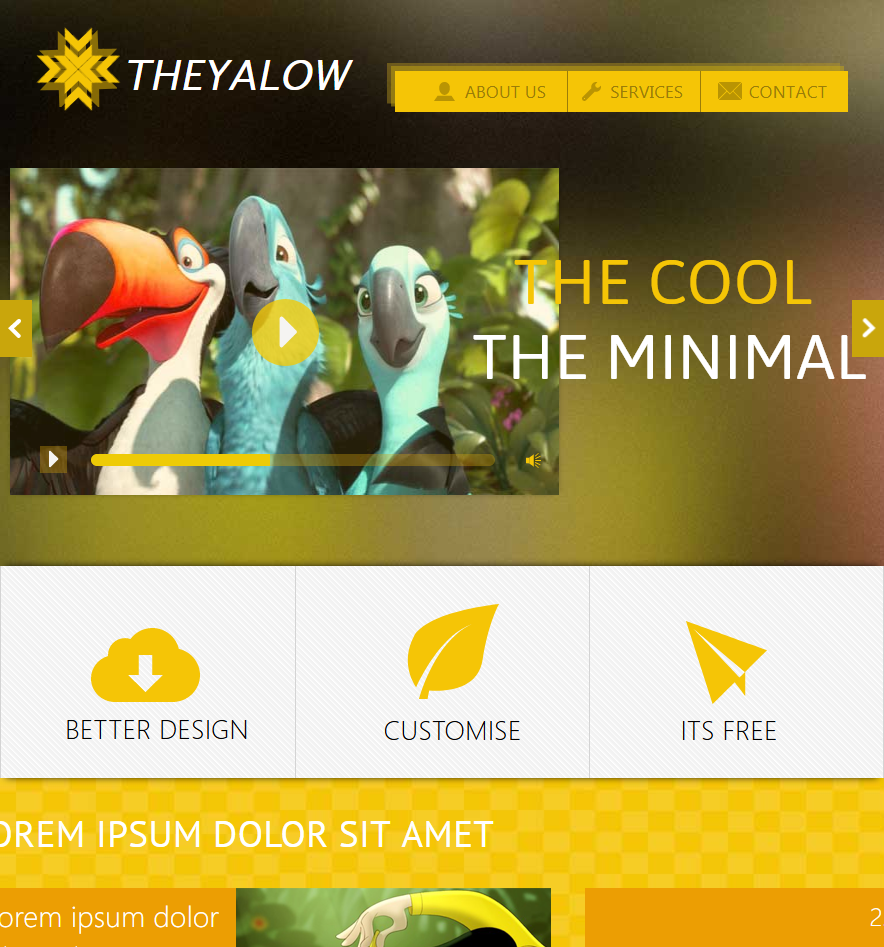 THEYALOW
ABOUT US
SERVICES
CONTACT
THE COOL
THE MINIMAL
BETTER DESIGN
CUSTOMISE
ITS FREE
OREM IPSUM DOLOR SIT AMET
orem ipsum dolor
2